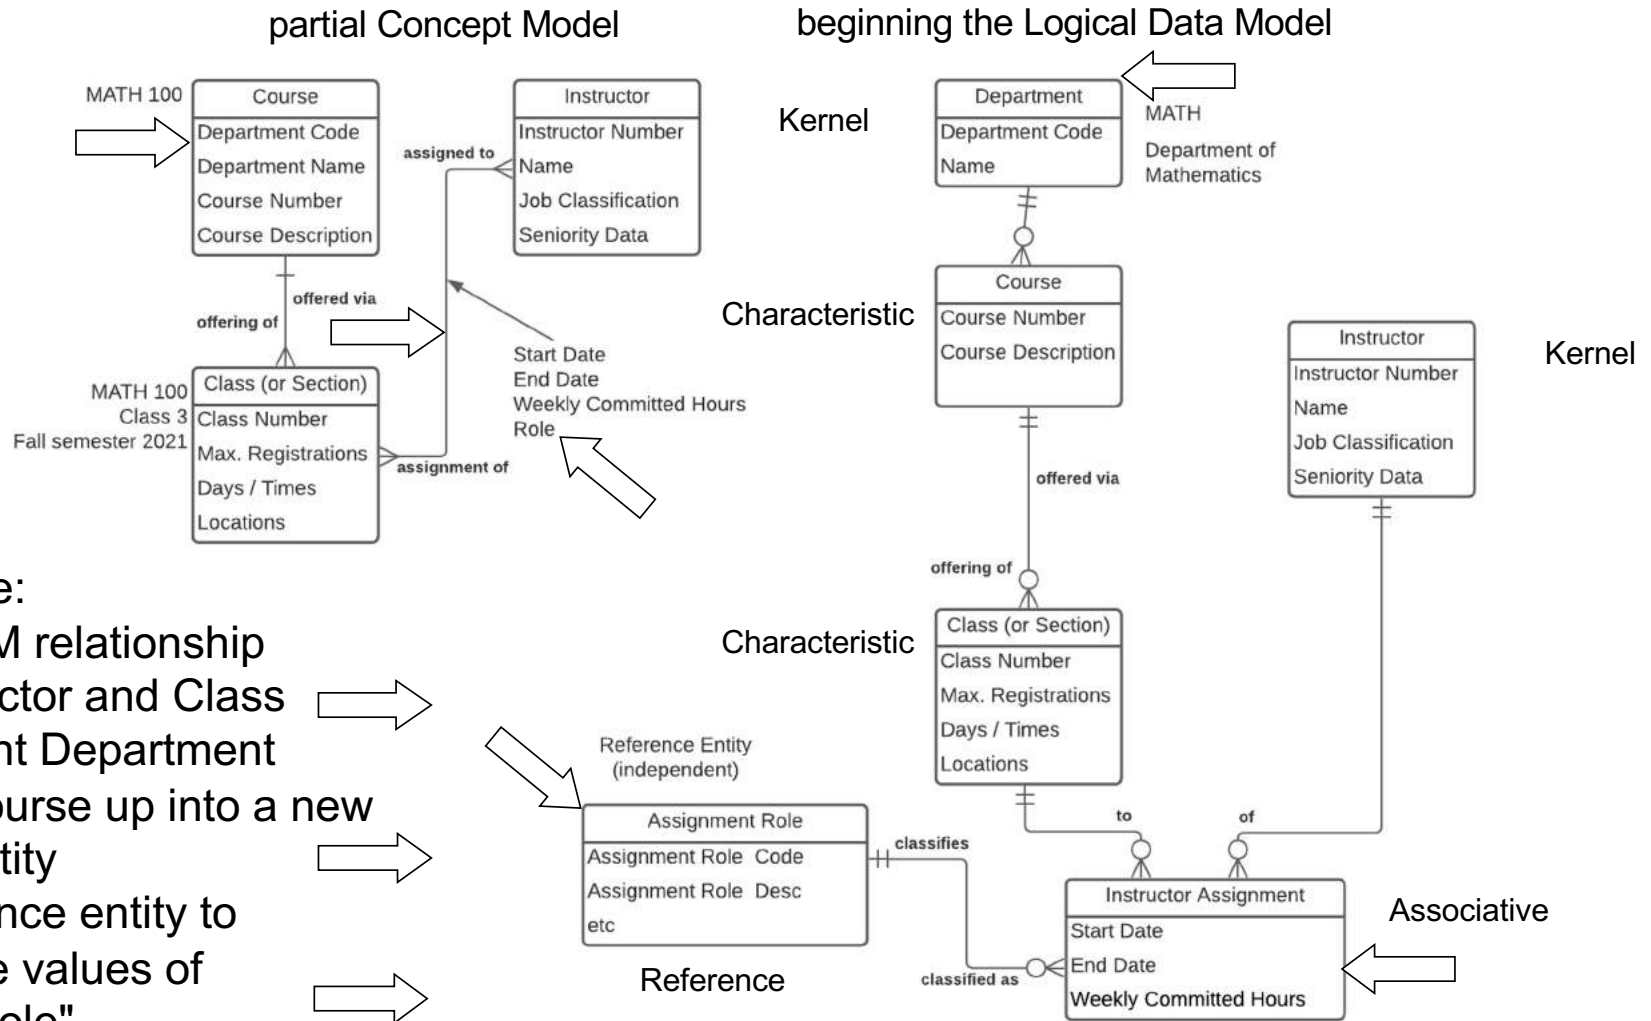 partial Concept Model
beginning the Logical Data Model
MATH 100
Course
Department Code
Department Name
Course Number
Course Description
Instructor
Instructor Number
Name
Job Classification
Seniority Data
assigned to
offered via
offering of
Start Date
End Date
Weekly Committed Hours
Role
MATH 100
Class 3
Fall semester 2021
Class (or Section)
Class Number
Max. Registrations
Days / Times
Locations
assignment of
Kernel
Department
Department Code
Name
MATH
Department of
Mathematics
Characteristic
Course
Course Number
Course Description
Instructor
Instructor Number
Name
Job Classification
Seniority Data
Kernel
offered via
offering of
Characteristic
Class (or Section)
Class Number
Max. Registrations
Days / Times
Locations
relationship
and Class
Department
up into a new
entity to
values of
Reference Entity
(independent)
Assignment Role
Assignment Role Code
Assignment Role Desc
etc
Reference
classifies
classified as
to
of
Instructor Assignment
Start Date
End Date
Weekly Committed Hours
Associative